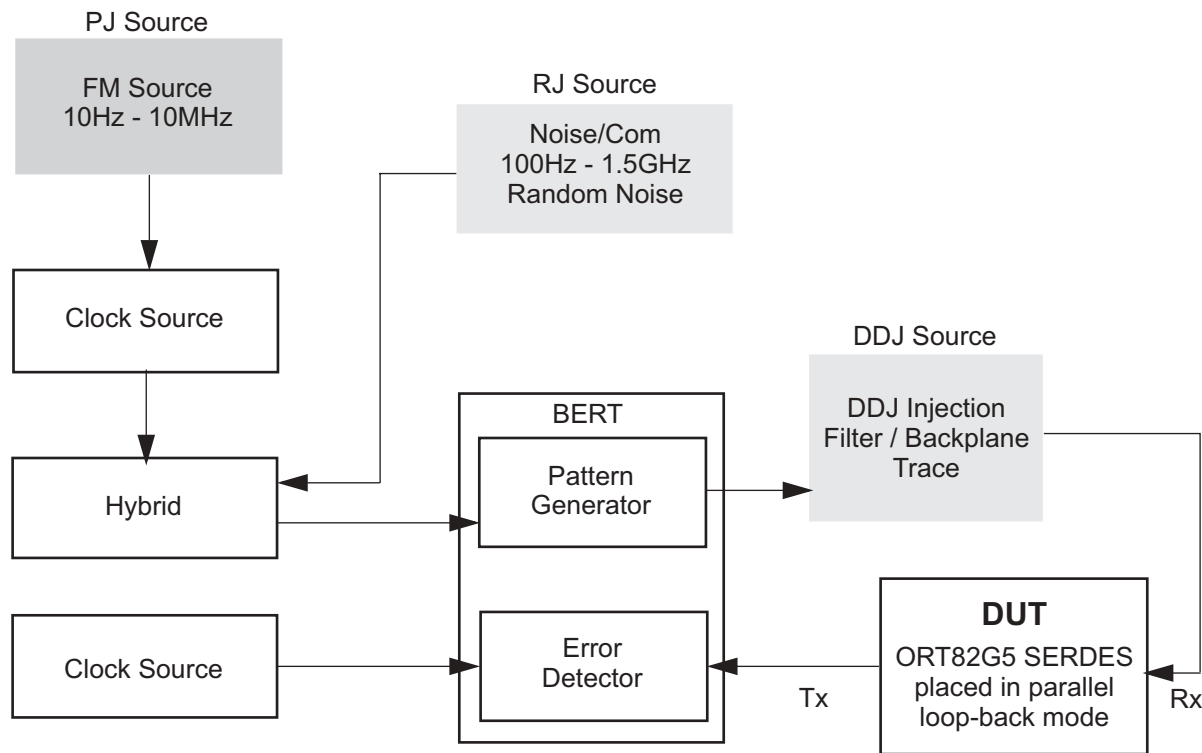 PJ Source
FM Source
10Hz - 10MHz
RJ Source
Noise/Com
100Hz - 1.5GHz
Random Noise
Clock Source
DDJ Source
DDJ Injection
Filter / Backplane
Trace
BERT
Pattern
Generator
Hybrid
Clock Source
Error
Detector
Tx
DUT
ORT82G5 SERDES
placed in parallel
loop-back mode
Rx